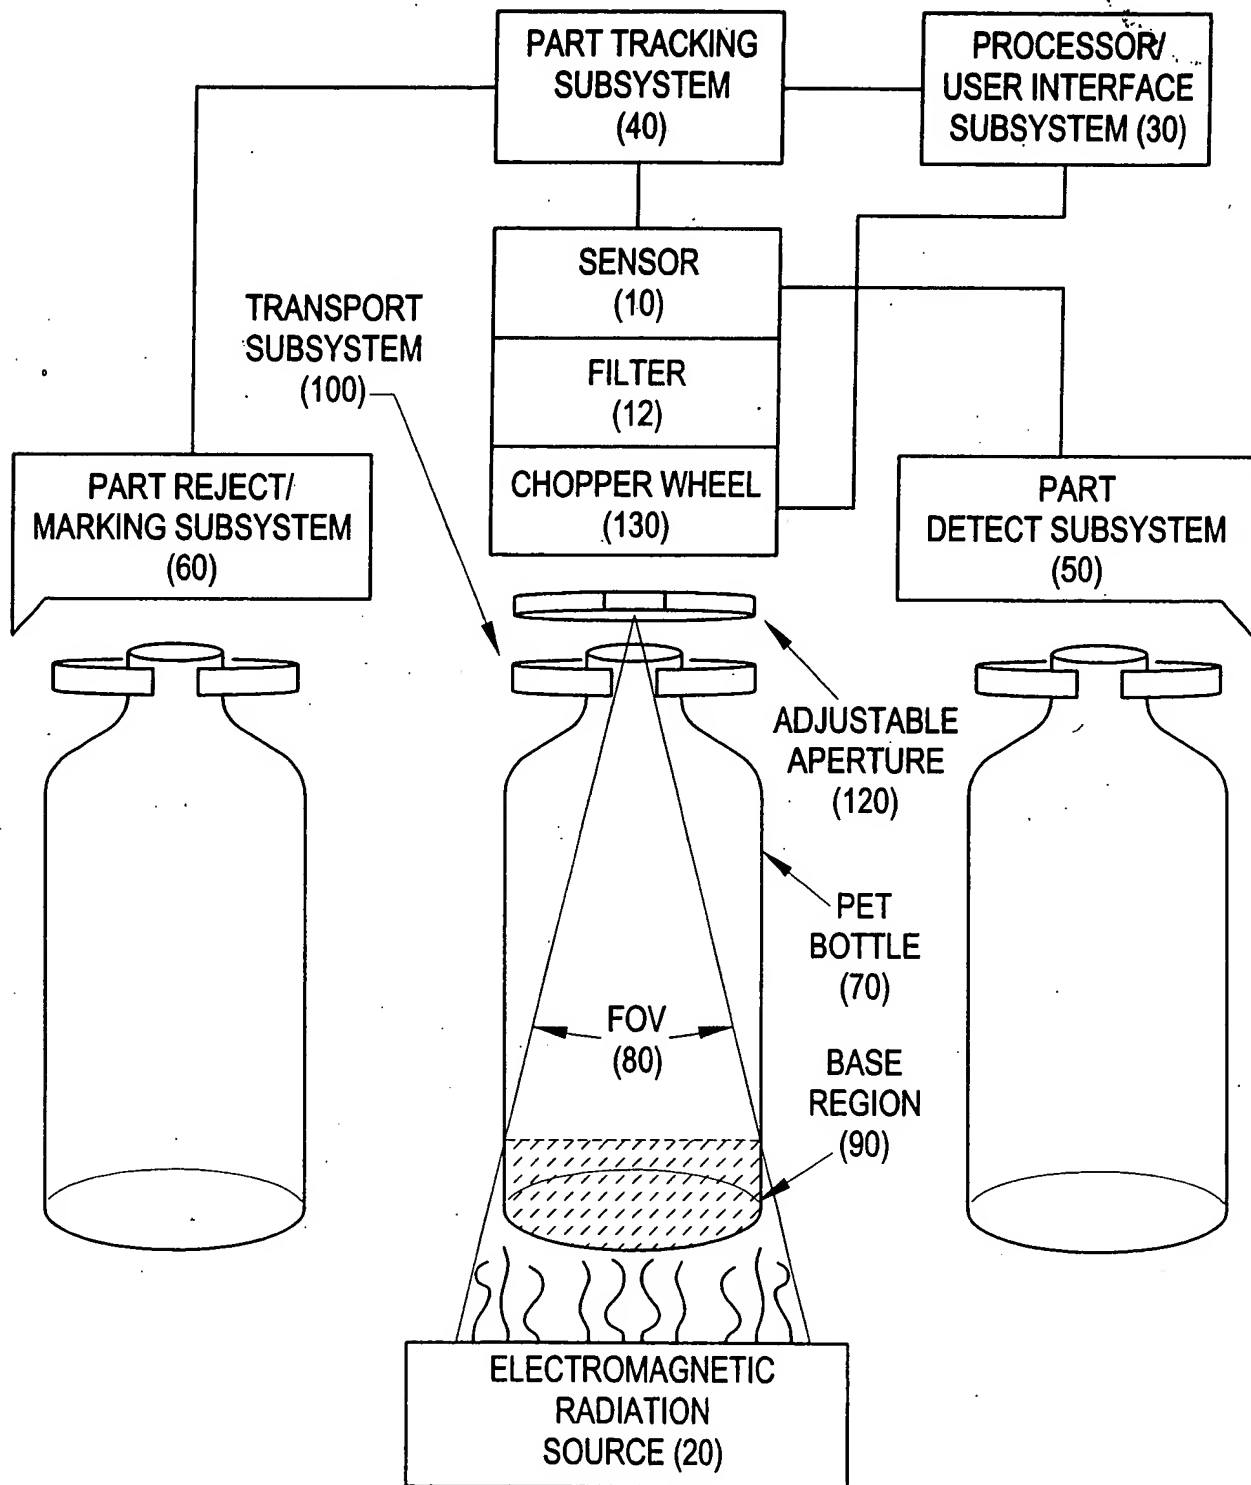 PART TRACKING
SUBSYSTEM
(40)
PROCESSOR/
USER INTERFACE
SUBSYSTEM (30)
SENSOR
(10)
FILTER
(12)
CHOPPER WHEEL
(130)
TRANSPORT
SUBSYSTEM
(100)
PART REJECT/
MARKING SUBSYSTEM
(60)
PART
DETECT SUBSYSTEM
(50)
ADJUSTABLE
APERTURE
(120)
PET
BOTTLE
(70)
FOV
(80)
BASE
REGION
(90)
ELECTROMAGNETIC
RADIATION
SOURCE (20)